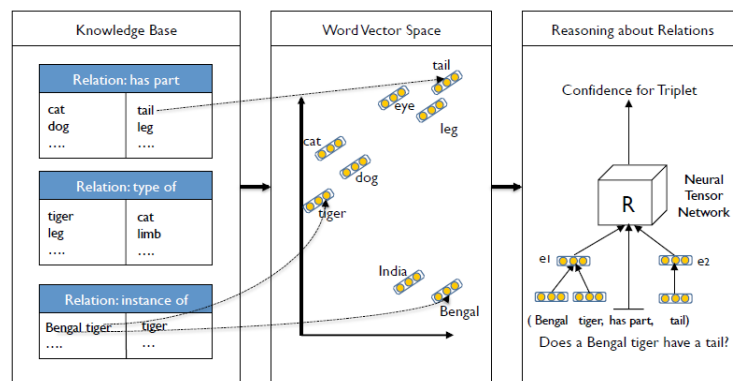 Knowledge Base
Relation: has part
cat tail
dog leg
.... ....
Relation: type of
tiger cat
leg limb
.... ....
Relation: instance of
Bengal tiger tiger
.... ...
Word Vector Space
tail
eye
leg
cat
dog
tiger
India
Bengal
Reasoning about Relations
Confidence for Triplet
R
Neural
Tensor
Network
e1
e2
( Bengal tiger, has part, tail)
Does a Bengal tiger have a tail?